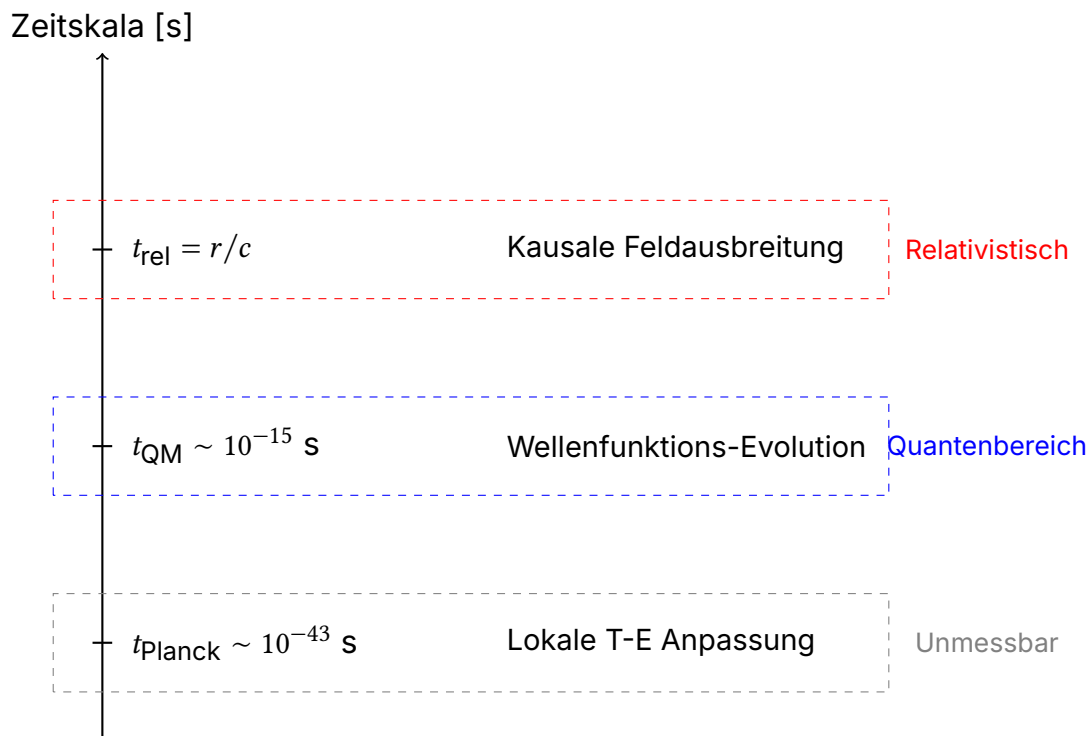 Zeitskala [s]
t_rel = r/c Kausale Feldausbreitung Relativistisch
t_QM ∼ 10^−15 s Wellenfunktions-Evolution Quantenbereich
t_Planck ∼ 10^−43 s Lokale T-E Anpassung Unmessbar